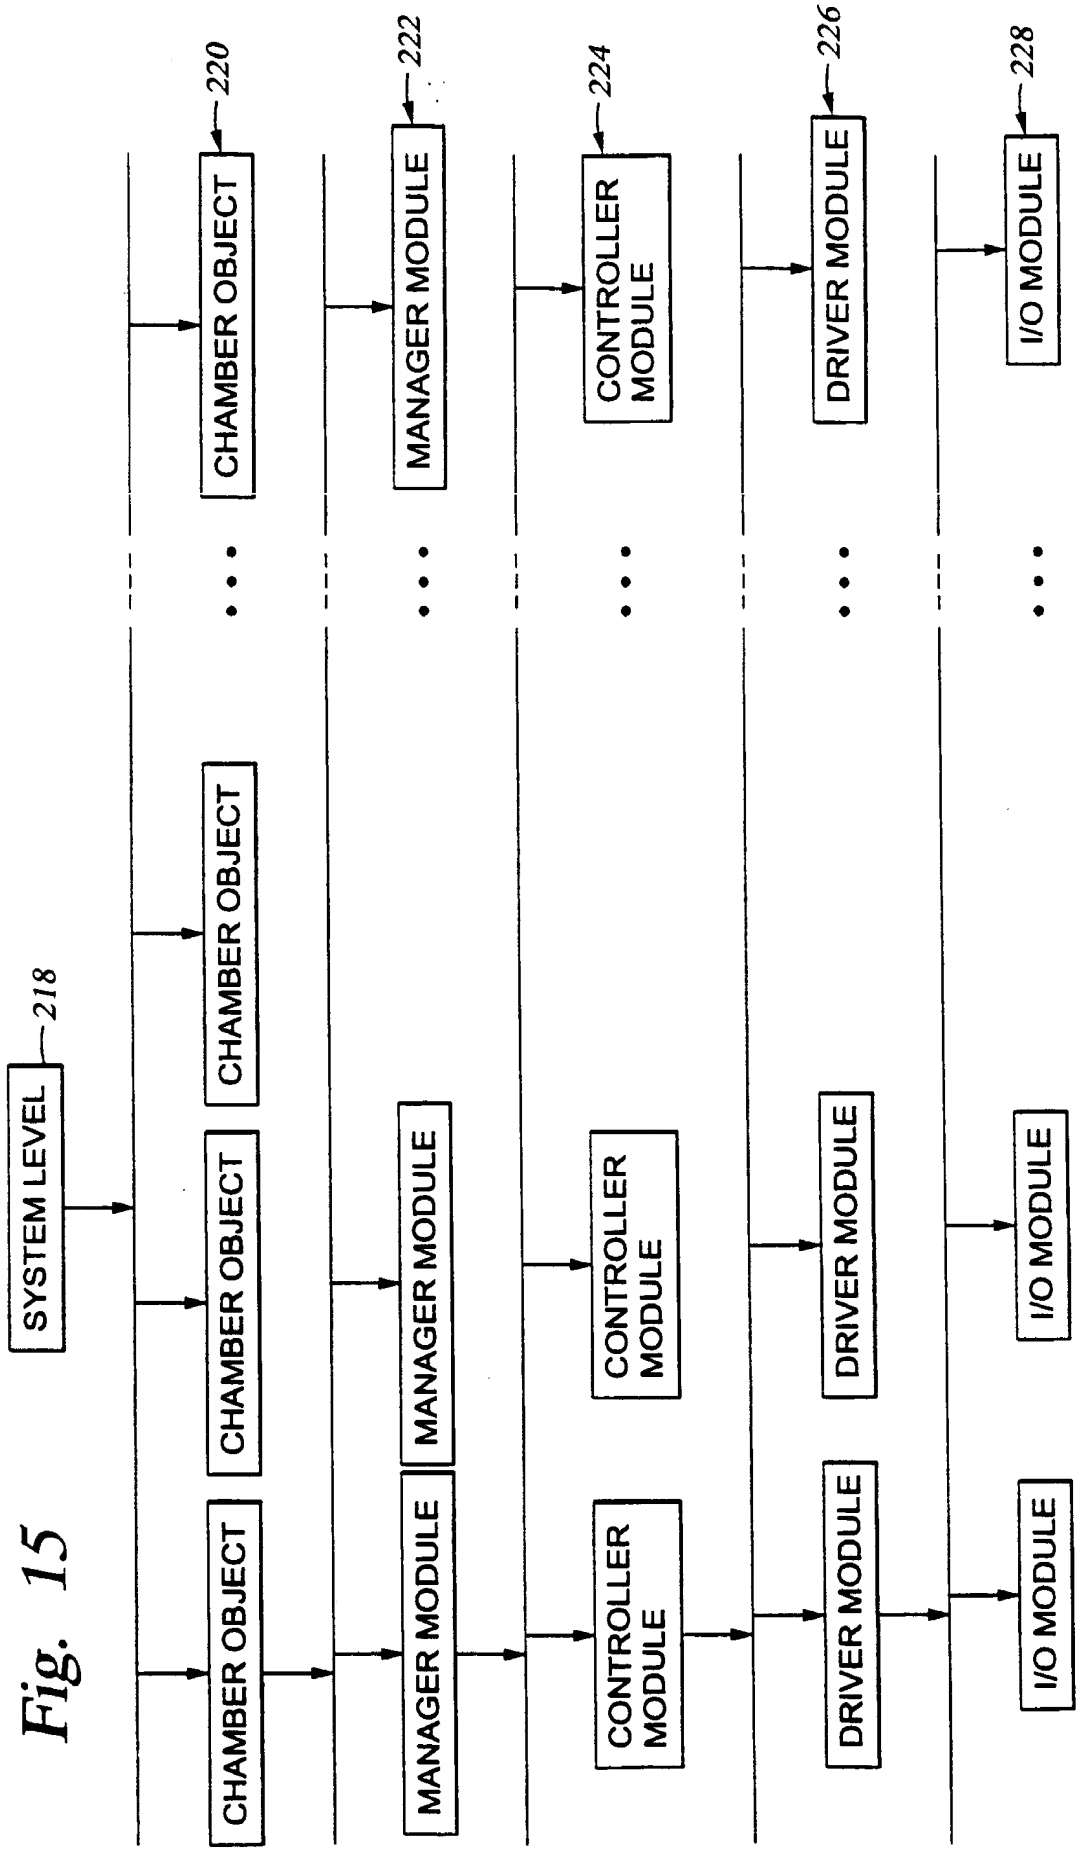 Fig. 15
SYSTEM LEVEL
218
CHAMBER OBJECT
CHAMBER OBJECT
CHAMBER OBJECT
CHAMBER OBJECT
220
MANAGER MODULE
MANAGER MODULE
MANAGER MODULE
222
CONTROLLER
MODULE
CONTROLLER
MODULE
CONTROLLER
MODULE
224
DRIVER MODULE
DRIVER MODULE
DRIVER MODULE
226
I/O MODULE
I/O MODULE
I/O MODULE
228